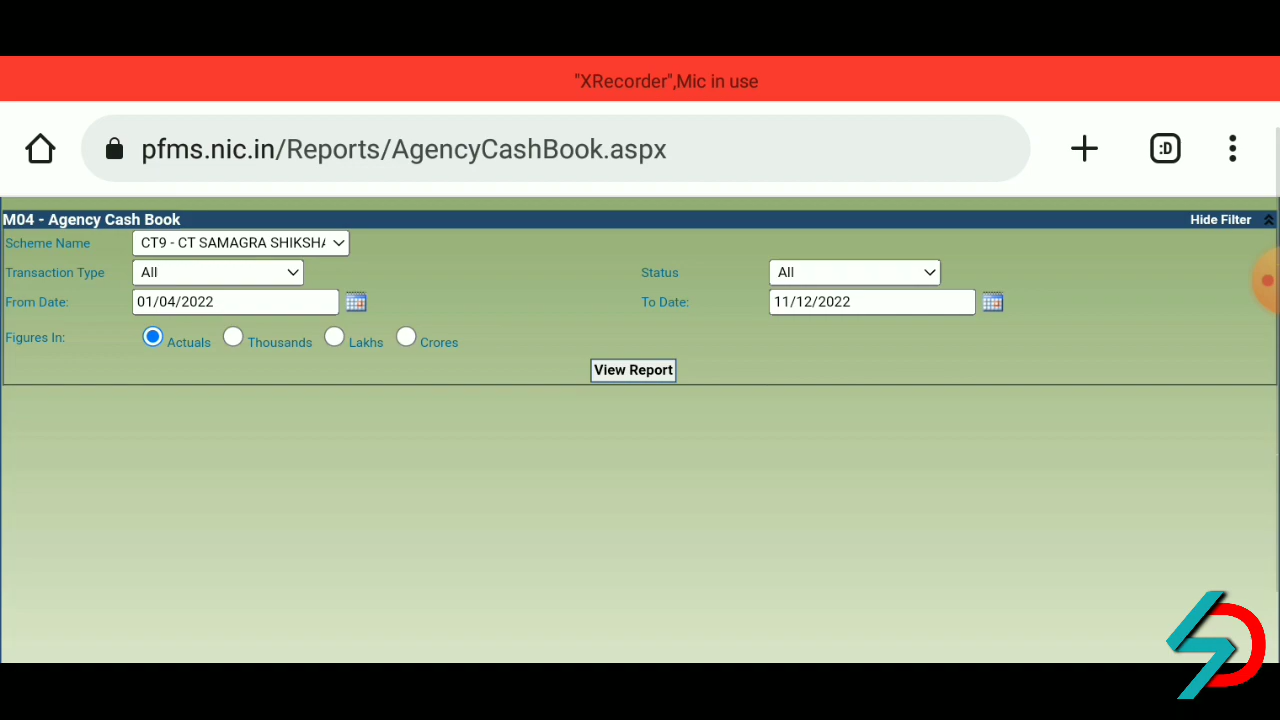 "XRecorder",Mic in use
pfms.nic.in/Reports/AgencyCashBook.aspx
:D
M04 - Agency Cash Book
Hide Filter
Scheme Name
CT9 - CT SAMAGRA SHIKSHA
Transaction Type
All
Status
All
From Date:
01/04/2022
To Date:
11/12/2022
Figures In:
Actuals
Thousands
Lakhs
Crores
View Report